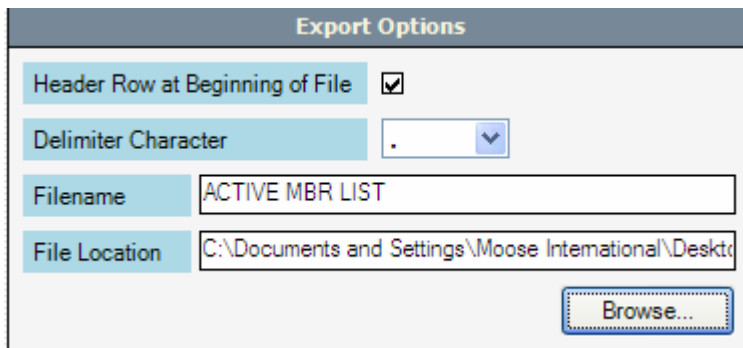 Export Options
Header Row at Beginning of File
Delimiter Character .
Filename ACTIVE MBR LIST
File Location C:\Documents and Settings\Moose International\Deskto
Browse...